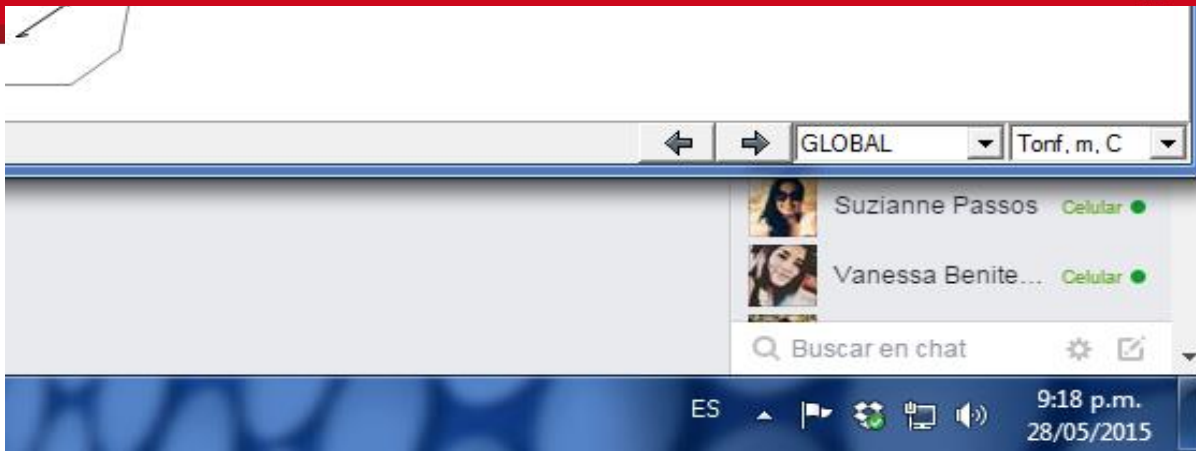 GLOBAL Tonf, m, C
Suzianne Passos Celular
Vanessa Benite... Celular
Buscar en chat
ES 9:18 p.m.
28/05/2015